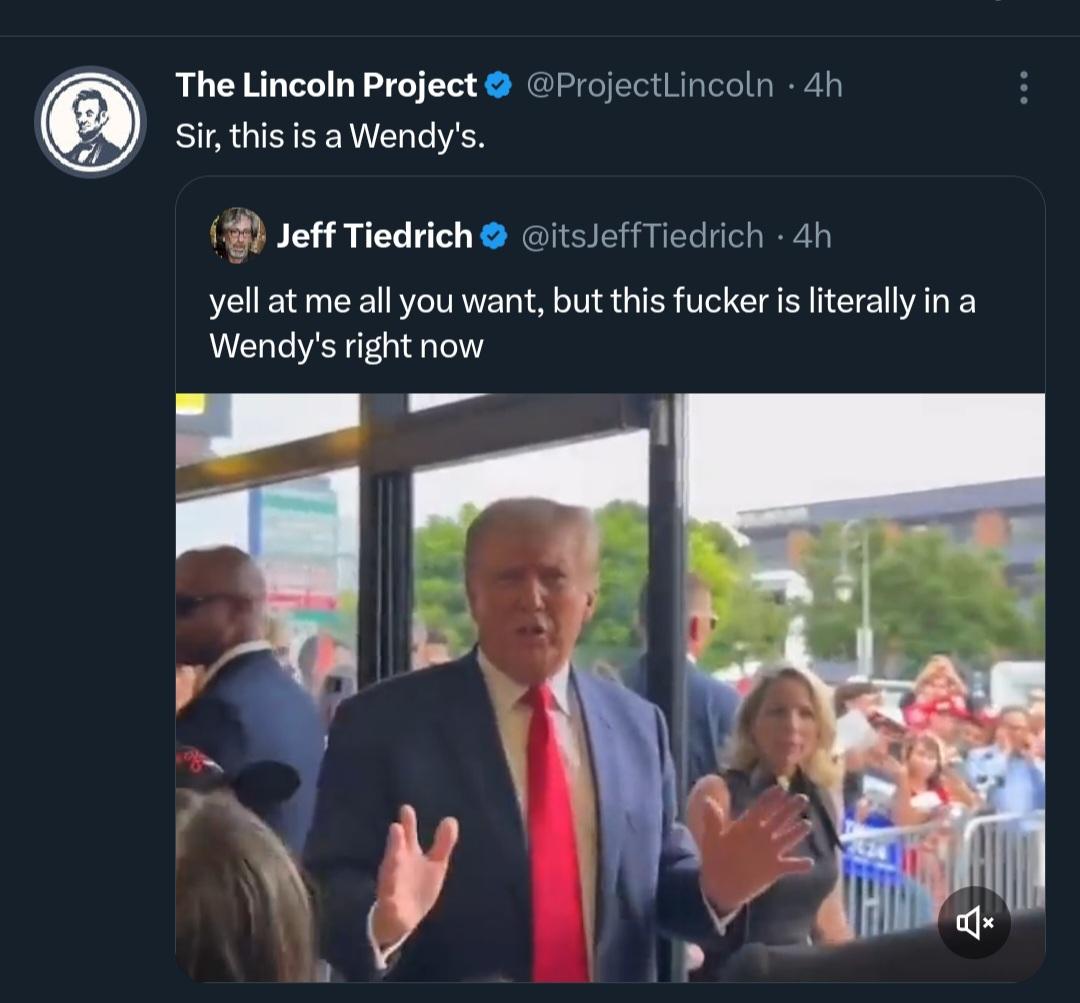 The Lincoln Project @ProjectLincoln · 4h
Sir, this is a Wendy's.
Jeff Tiedrich @itsJeffTiedrich · 4h
yell at me all you want, but this fucker is literally in a
Wendy's right now